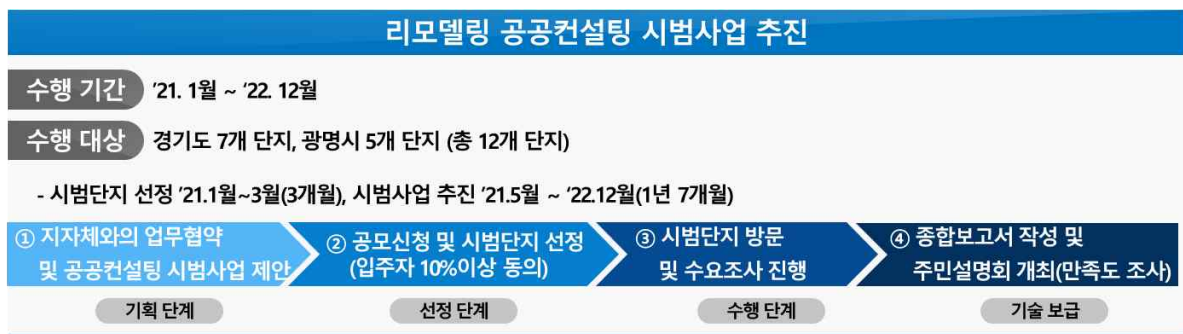 리모델링 공공컨설팅 시범사업 추진
수행 기간 '21. 1월 ~ '22. 12월
수행 대상 경기도 7개 단지, 광명시 5개 단지 (총 12개 단지)
- 시범단지 선정 '21.1월~3월(3개월), 시범사업 추진 '21.5월 ~ '22.12월(1년 7개월)
① 지자체와의 업무협약
및 공공컨설팅 시범사업 제안
② 공모신청 및 시범단지 선정
(입주자 10%이상 동의)
③ 시범단지 방문
및 수요조사 진행
④ 종합보고서 작성 및
주민설명회 개최(만족도 조사)
기획 단계
선정 단계
수행 단계
기술 보급